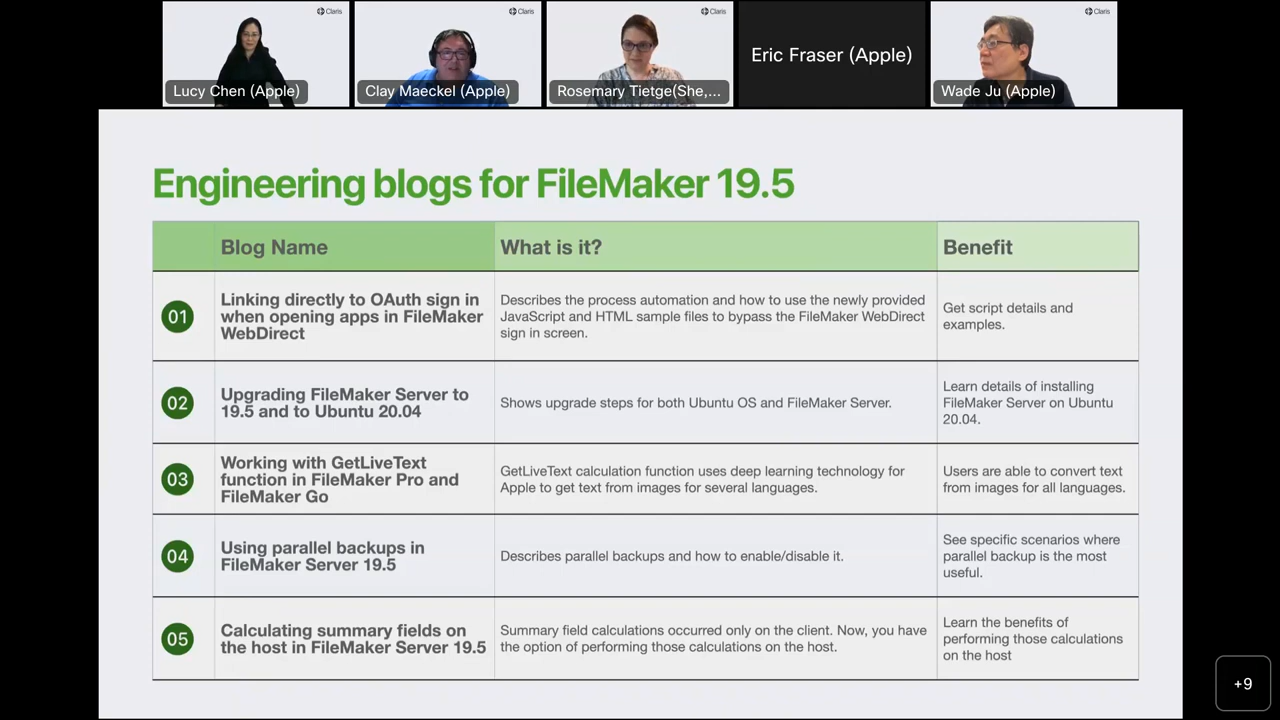 Claris
Claris
Claris
Claris
Lucy Chen (Apple)
Clay Maeckel (Apple)
Rosemary Tietge(She,...
Eric Fraser (Apple)
Wade Ju (Apple)
Engineering blogs for FileMaker 19.5
Blog Name
What is it?
Benefit
01
Linking directly to OAuth sign in
when opening apps in FileMaker
WebDirect
Describes the process automation and how to use the newly provided
JavaScript and HTML sample files to bypass the FileMaker WebDirect
sign in screen.
Get script details and
examples.
02
Upgrading FileMaker Server to
19.5 and to Ubuntu 20.04
Shows upgrade steps for both Ubuntu OS and FileMaker Server.
Learn details of installing
FileMaker Server on Ubuntu
20.04.
03
Working with GetLiveText
function in FileMaker Pro and
FileMaker Go
GetLiveText calculation function uses deep learning technology for
Apple to get text from images for several languages.
Users are able to convert text
from images for all languages.
04
Using parallel backups in
FileMaker Server 19.5
Describes parallel backups and how to enable/disable it.
See specific scenarios where
parallel backup is the most
useful.
05
Calculating summary fields on
the host in FileMaker Server 19.5
Summary field calculations occurred only on the client. Now, you have
the option of performing those calculations on the host.
Learn the benefits of
performing those calculations
on the host
+9